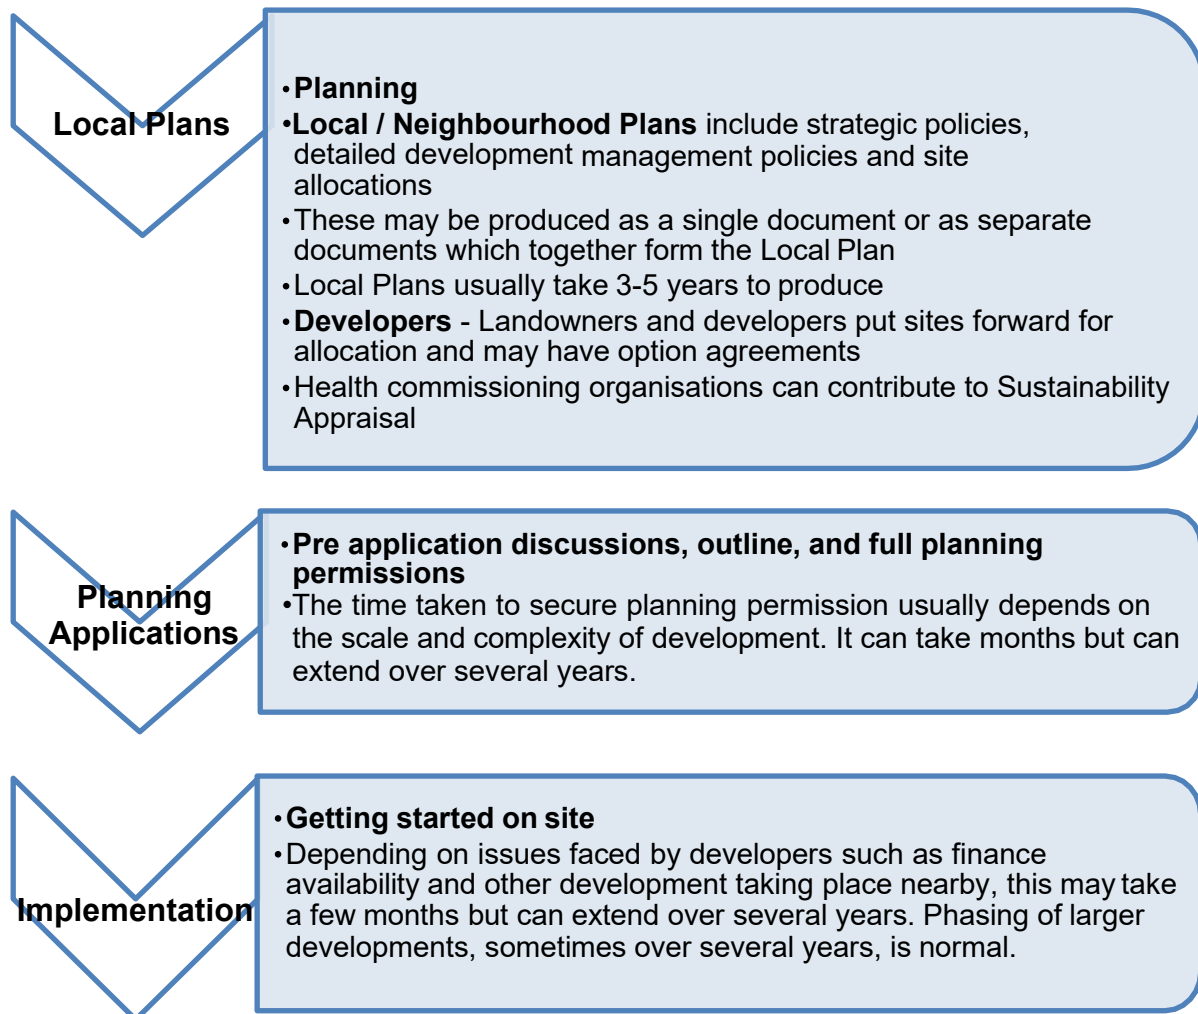 Local Plans
•Planning
•Local / Neighbourhood Plans include strategic policies,
detailed development management policies and site
allocations
•These may be produced as a single document or as separate
documents which together form the Local Plan
•Local Plans usually take 3-5 years to produce
•Developers - Landowners and developers put sites forward for
allocation and may have option agreements
•Health commissioning organisations can contribute to Sustainability
Appraisal
Planning
Applications
•Pre application discussions, outline, and full planning
permissions
•The time taken to secure planning permission usually depends on
the scale and complexity of development. It can take months but can
extend over several years.
Implementation
•Getting started on site
•Depending on issues faced by developers such as finance
availability and other development taking place nearby, this may take
a few months but can extend over several years. Phasing of larger
developments, sometimes over several years, is normal.